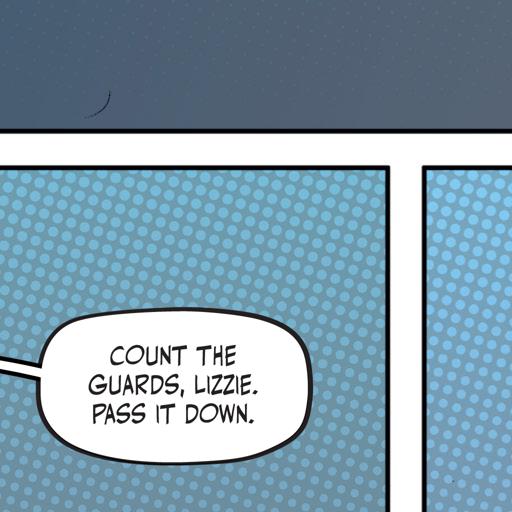 COUNT THE
GUARDS, LIZZIE.
PASS IT DOWN.